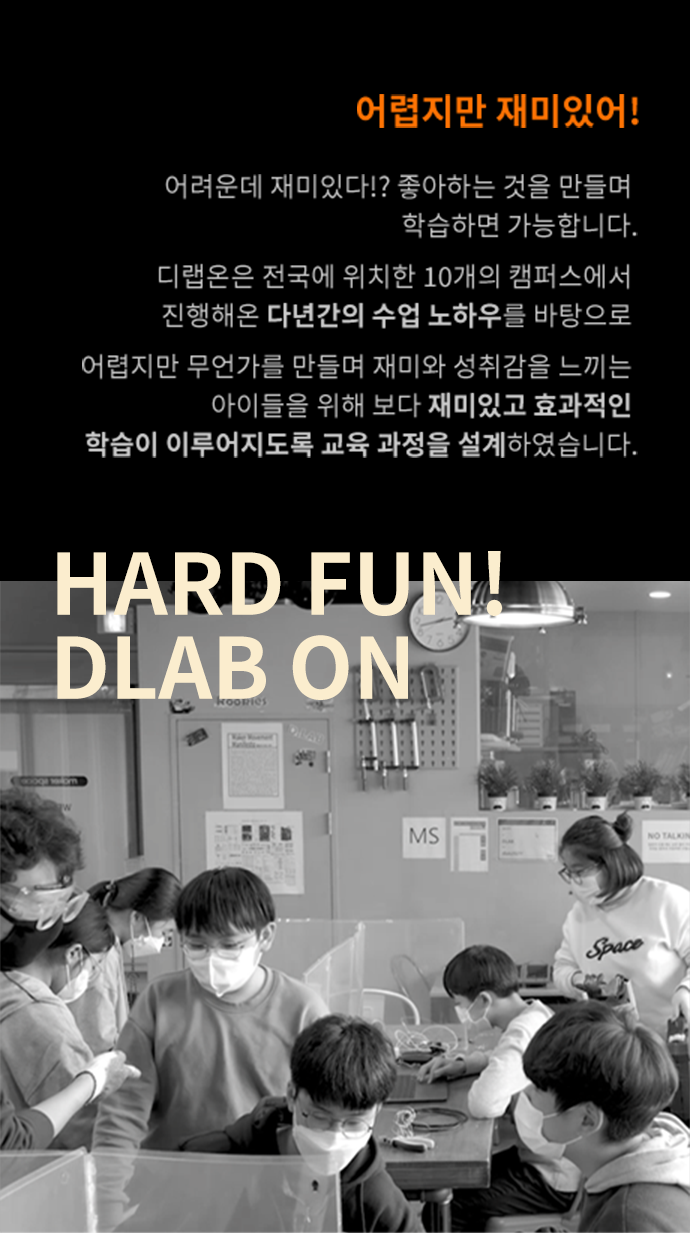 어렵지만 재미있어!
어려운데 재미있다!? 좋아하는 것을 만들며
학습하면 가능합니다.
디랩온은 전국에 위치한 10개의 캠퍼스에서
진행해온 다년간의 수업 노하우를 바탕으로
어렵지만 무언가를 만들며 재미와 성취감을 느끼는
아이들을 위해 보다 재미있고 효과적인
학습이 이루어지도록 교육 과정을 설계하였습니다.
HARD FUN!
DLAB ON
MS
NO TALKIN
Space